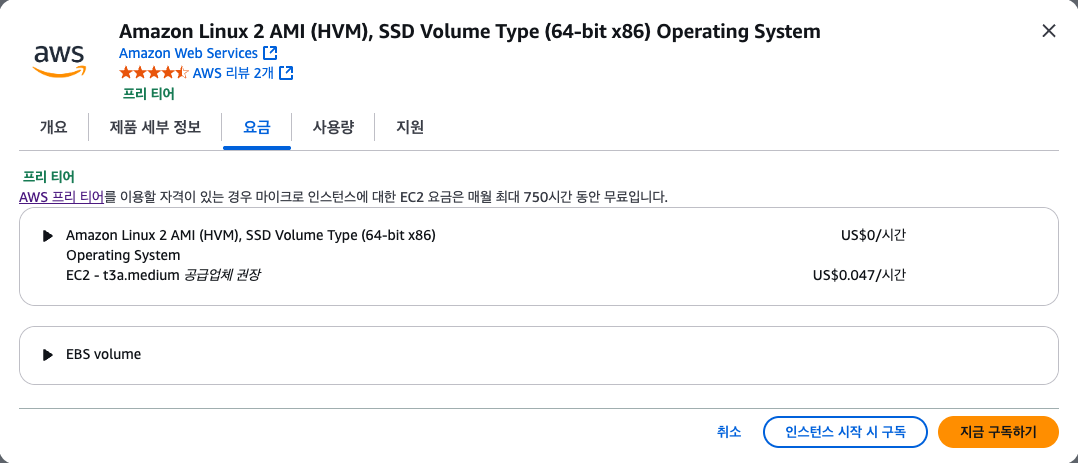 aws
Amazon Linux 2 AMI (HVM), SSD Volume Type (64-bit x86) Operating System
Amazon Web Services
AWS 리뷰 2개
프리 티어
개요
제품 세부 정보
요금
사용량
지원
프리 티어
AWS 프리 티어를 이용할 자격이 있는 경우 마이크로 인스턴스에 대한 EC2 요금은 매월 최대 750시간 동안 무료입니다.
Amazon Linux 2 AMI (HVM), SSD Volume Type (64-bit x86) US$0/시간
Operating System
EC2 - t3a.medium 공급업체 권장 US$0.047/시간
EBS volume
취소
인스턴스 시작 시 구독
지금 구독하기